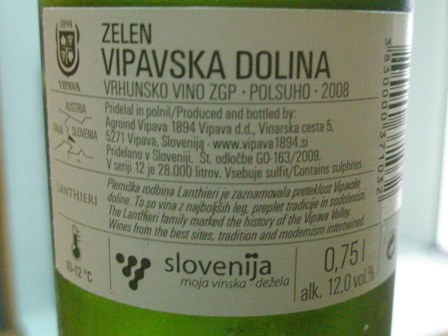 1894
VIPAVA
ZELEN
VIPAVSKA DOLINA
VRHUNSKO VINO ZGP · POLSUHO · 2008
AUSTRIA
ITALIA
SLOVENIJA
Pridelal in polnil/Produced and bottled by:
Agroind Vipava 1894 Vipava d.d., Vinarska cesta 5,
5271 Vipava, Slovenija · www.vipava1894.si
Pridelano v Sloveniji. Št. odločbe GO-163/2009.
V seriji 12 je 28.000 litrov. Vsebuje sulfit/Contains sulphites
LANTHIERI
Plemiška rodbina Lanthieri je zaznamovala preteklost Vipavske
doline. To so vina z najboljših leg, preplet tradicije in sodobnosti.
The Lanthieri family marked the history of the Vipava Valley.
Wines from the best sites, tradition and modernism intertwined.
10-12 °C
slovenija
moja vinska dežela
0,75 l
alk. 12,0 vol.%